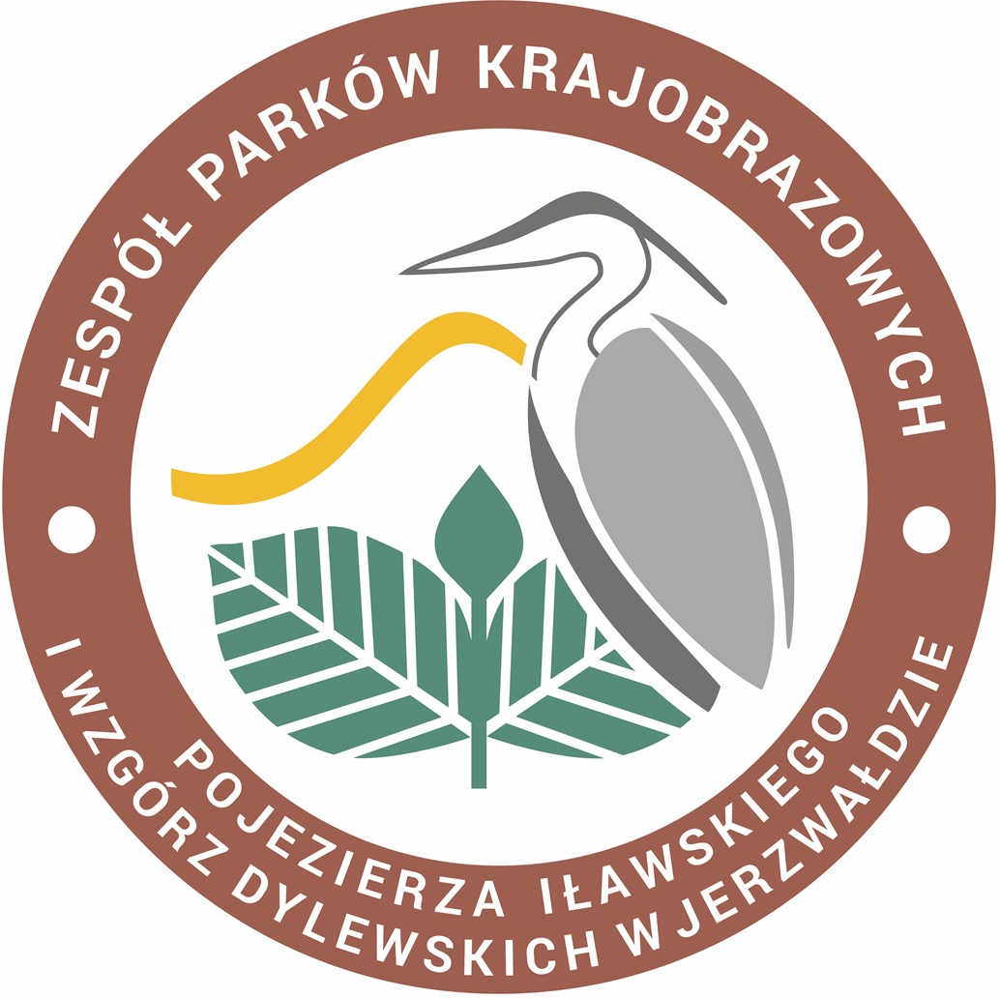 ZESPÓŁ PARKÓW KRAJOBRAZOWYCH
POJEZIERZA IŁAWSKIEGO
I WZGÓRZ DYLEWSKICH W JERZWAŁDZIE